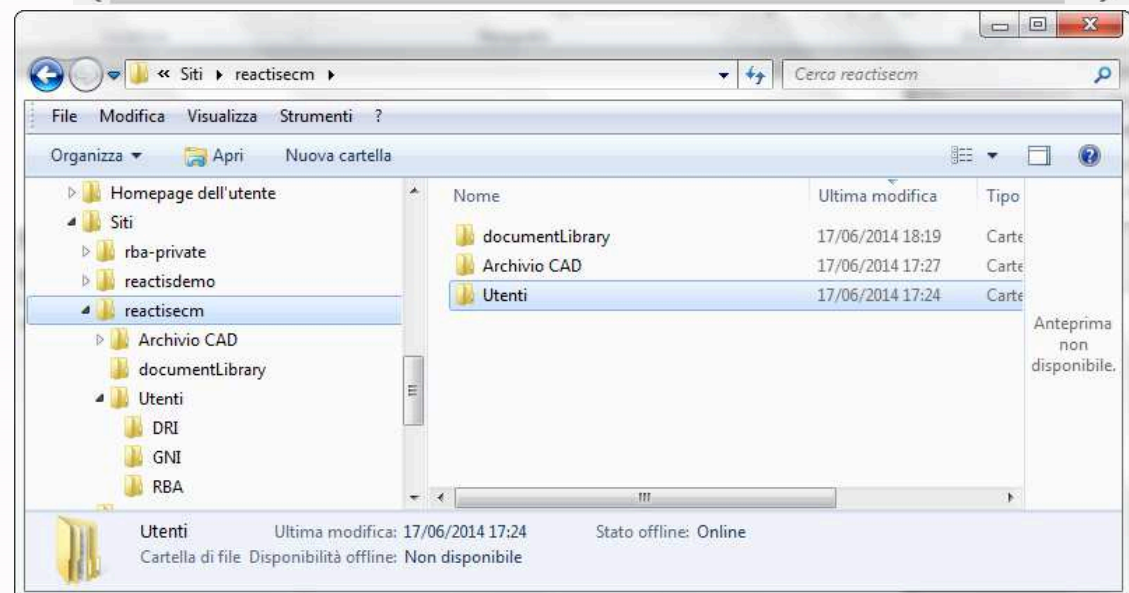 « Siti reactisecm
Cerca reactisecm
File Modifica Visualizza Strumenti ?
Organizza Apri Nuova cartella
Homepage dell'utente
Siti
rba-private
reactisdemo
reactisecm
Archivio CAD
documentLibrary
Utenti
DRI
GNI
RBA
Nome Ultima modifica Tipo
documentLibrary 17/06/2014 18:19 Carte
Archivio CAD 17/06/2014 17:27 Carte
Utenti 17/06/2014 17:24 Carte
Anteprima
non
disponibile.
Utenti Ultima modifica: 17/06/2014 17:24 Stato offline: Online
Cartella di file Disponibilità offline: Non disponibile